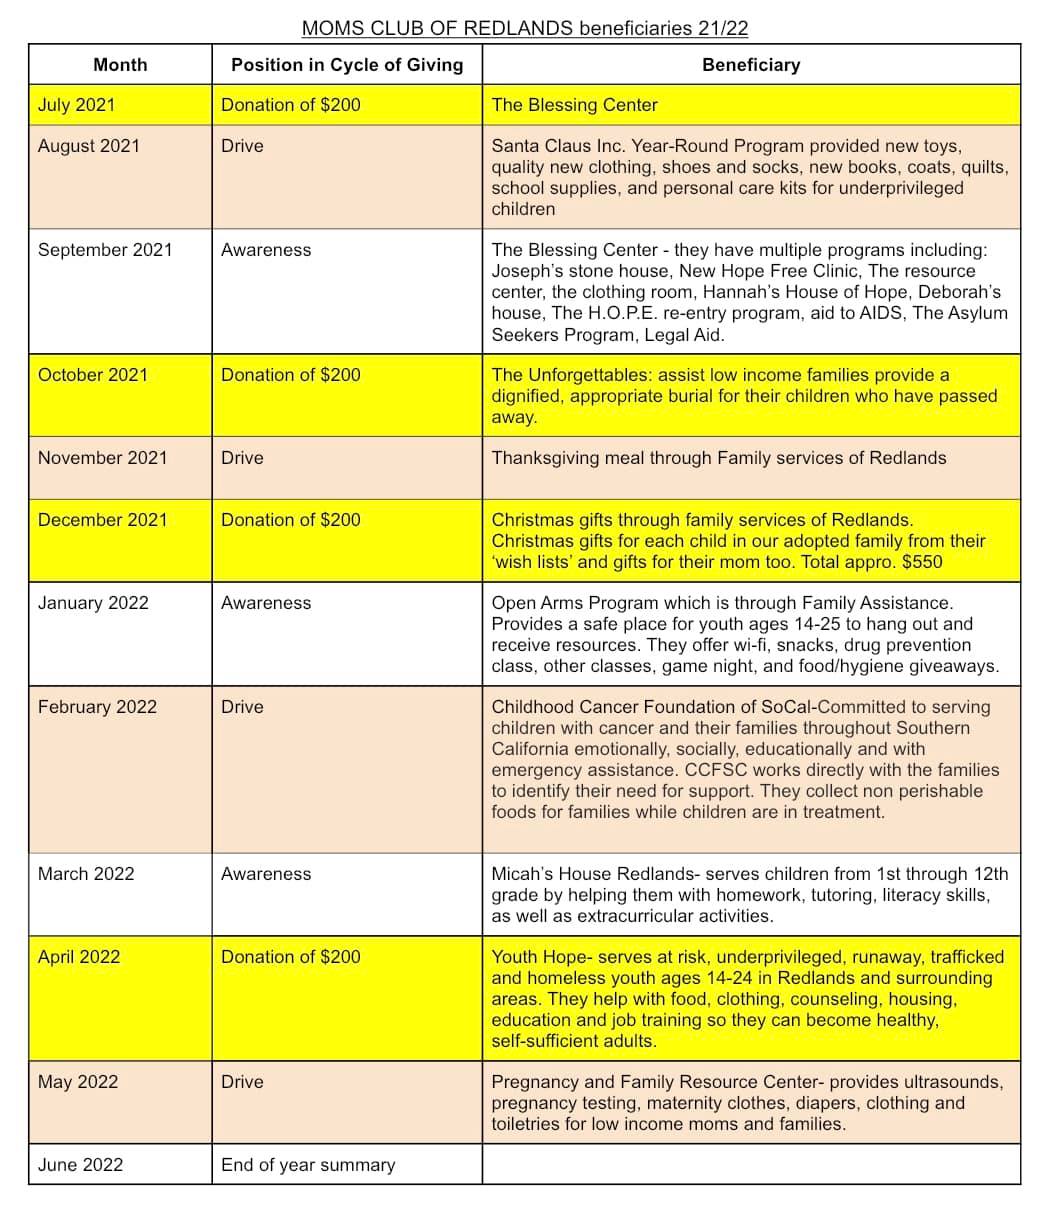 MOMS CLUB OF REDLANDS beneficiaries 21/22
Month Position in Cycle of Giving Beneficiary
July 2021 Donation of $200 The Blessing Center
August 2021 Drive Santa Claus Inc. Year-Round Program provided new toys,
quality new clothing, shoes and socks, new books, coats, quilts,
school supplies, and personal care kits for underprivileged
children
September 2021 Awareness The Blessing Center - they have multiple programs including:
Joseph’s stone house, New Hope Free Clinic, The resource
center, the clothing room, Hannah’s House of Hope, Deborah’s
house, The H.O.P.E. re-entry program, aid to AIDS, The Asylum
Seekers Program, Legal Aid.
October 2021 Donation of $200 The Unforgettables: assist low income families provide a
dignified, appropriate burial for their children who have passed
away.
November 2021 Drive Thanksgiving meal through Family services of Redlands
December 2021 Donation of $200 Christmas gifts through family services of Redlands.
Christmas gifts for each child in our adopted family from their
‘wish lists’ and gifts for their mom too. Total appro. $550
January 2022 Awareness Open Arms Program which is through Family Assistance.
Provides a safe place for youth ages 14-25 to hang out and
receive resources. They offer wi-fi, snacks, drug prevention
class, other classes, game night, and food/hygiene giveaways.
February 2022 Drive Childhood Cancer Foundation of SoCal-Committed to serving
children with cancer and their families throughout Southern
California emotionally, socially, educationally and with
emergency assistance. CCFSC works directly with the families
to identify their need for support. They collect non perishable
foods for families while children are in treatment.
March 2022 Awareness Micah’s House Redlands- serves children from 1st through 12th
grade by helping them with homework, tutoring, literacy skills,
as well as extracurricular activities.
April 2022 Donation of $200 Youth Hope- serves at risk, underprivileged, runaway, trafficked
and homeless youth ages 14-24 in Redlands and surrounding
areas. They help with food, clothing, counseling, housing,
education and job training so they can become healthy,
self-sufficient adults.
May 2022 Drive Pregnancy and Family Resource Center- provides ultrasounds,
pregnancy testing, maternity clothes, diapers, clothing and
toiletries for low income moms and families.
June 2022 End of year summary